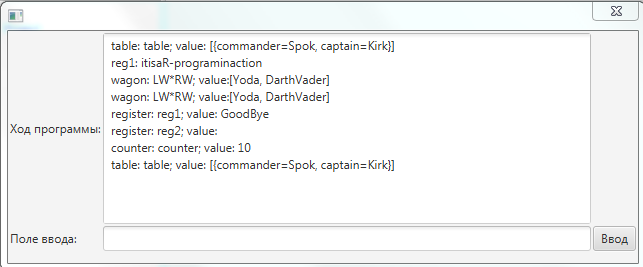 table: table; value: [{commander=Spok, captain=Kirk}]
reg1: itisaR-programinaction
wagon: LW*RW; value:[Yoda, DarthVader]
wagon: LW*RW; value:[Yoda, DarthVader]
register: reg1; value: GoodBye
register: reg2; value:
counter: counter; value: 10
table: table; value: [{commander=Spok, captain=Kirk}]
Ход программы:
Поле ввода:
Ввод